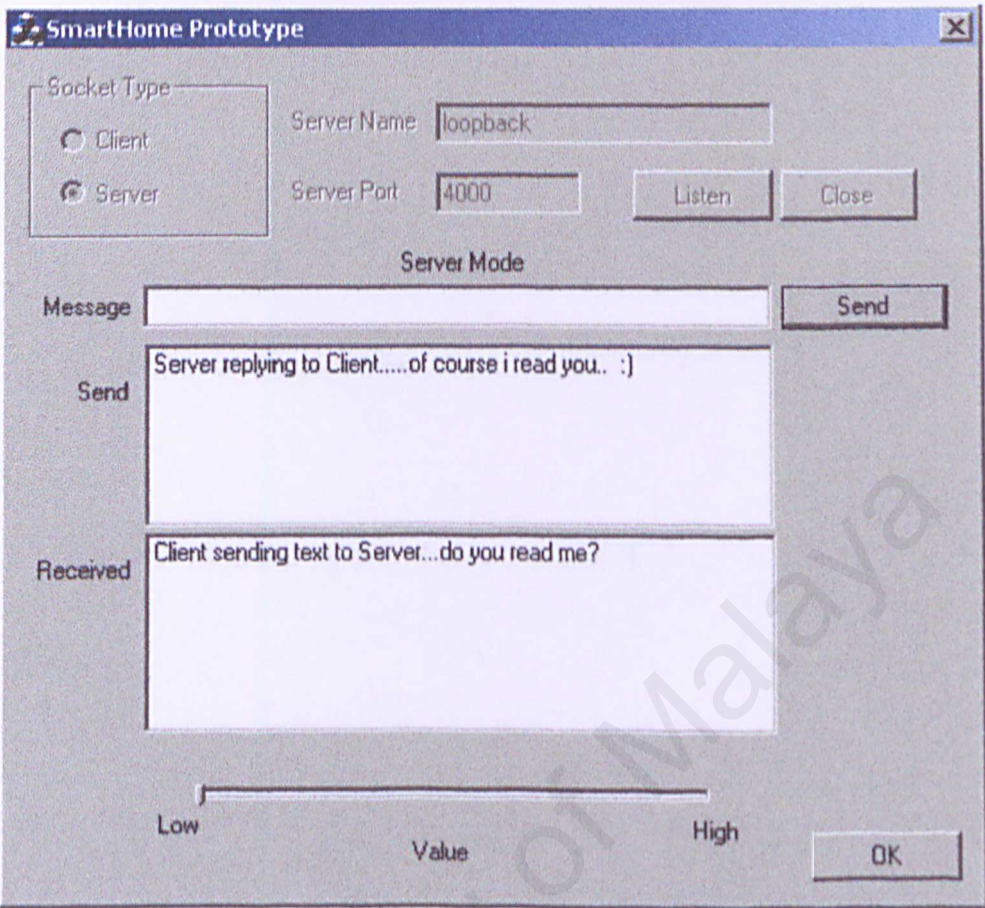 SmartHome Prototype
Socket Type
Client
Server
Server Name loopback
Server Port 4000 Listen Close
Server Mode
Message Send
Send Server replying to Client.....of course i read you.. :)
Received Client sending text to Server...do you read me?
Low Value High
OK
of Malaya